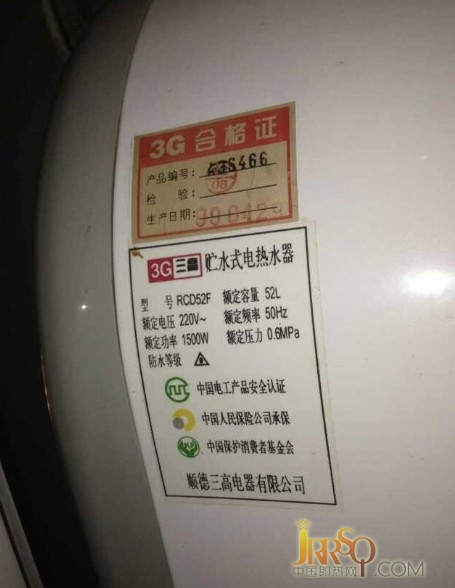 3G 合格证
产品编号: 36466
检 验:
生产日期: 990429
3G 三高 贮水式电热水器
型 号 RCD52F 额定容量 52L
额定电压 220V~ 额定频率 50Hz
额定功率 1500W 额定压力 0.6MPa
防水等级
中国电工产品安全认证
中国人民保险公司承保
中国保护消费者基金会
顺德三高电器有限公司
JRRSQ
中国即热网 .COM